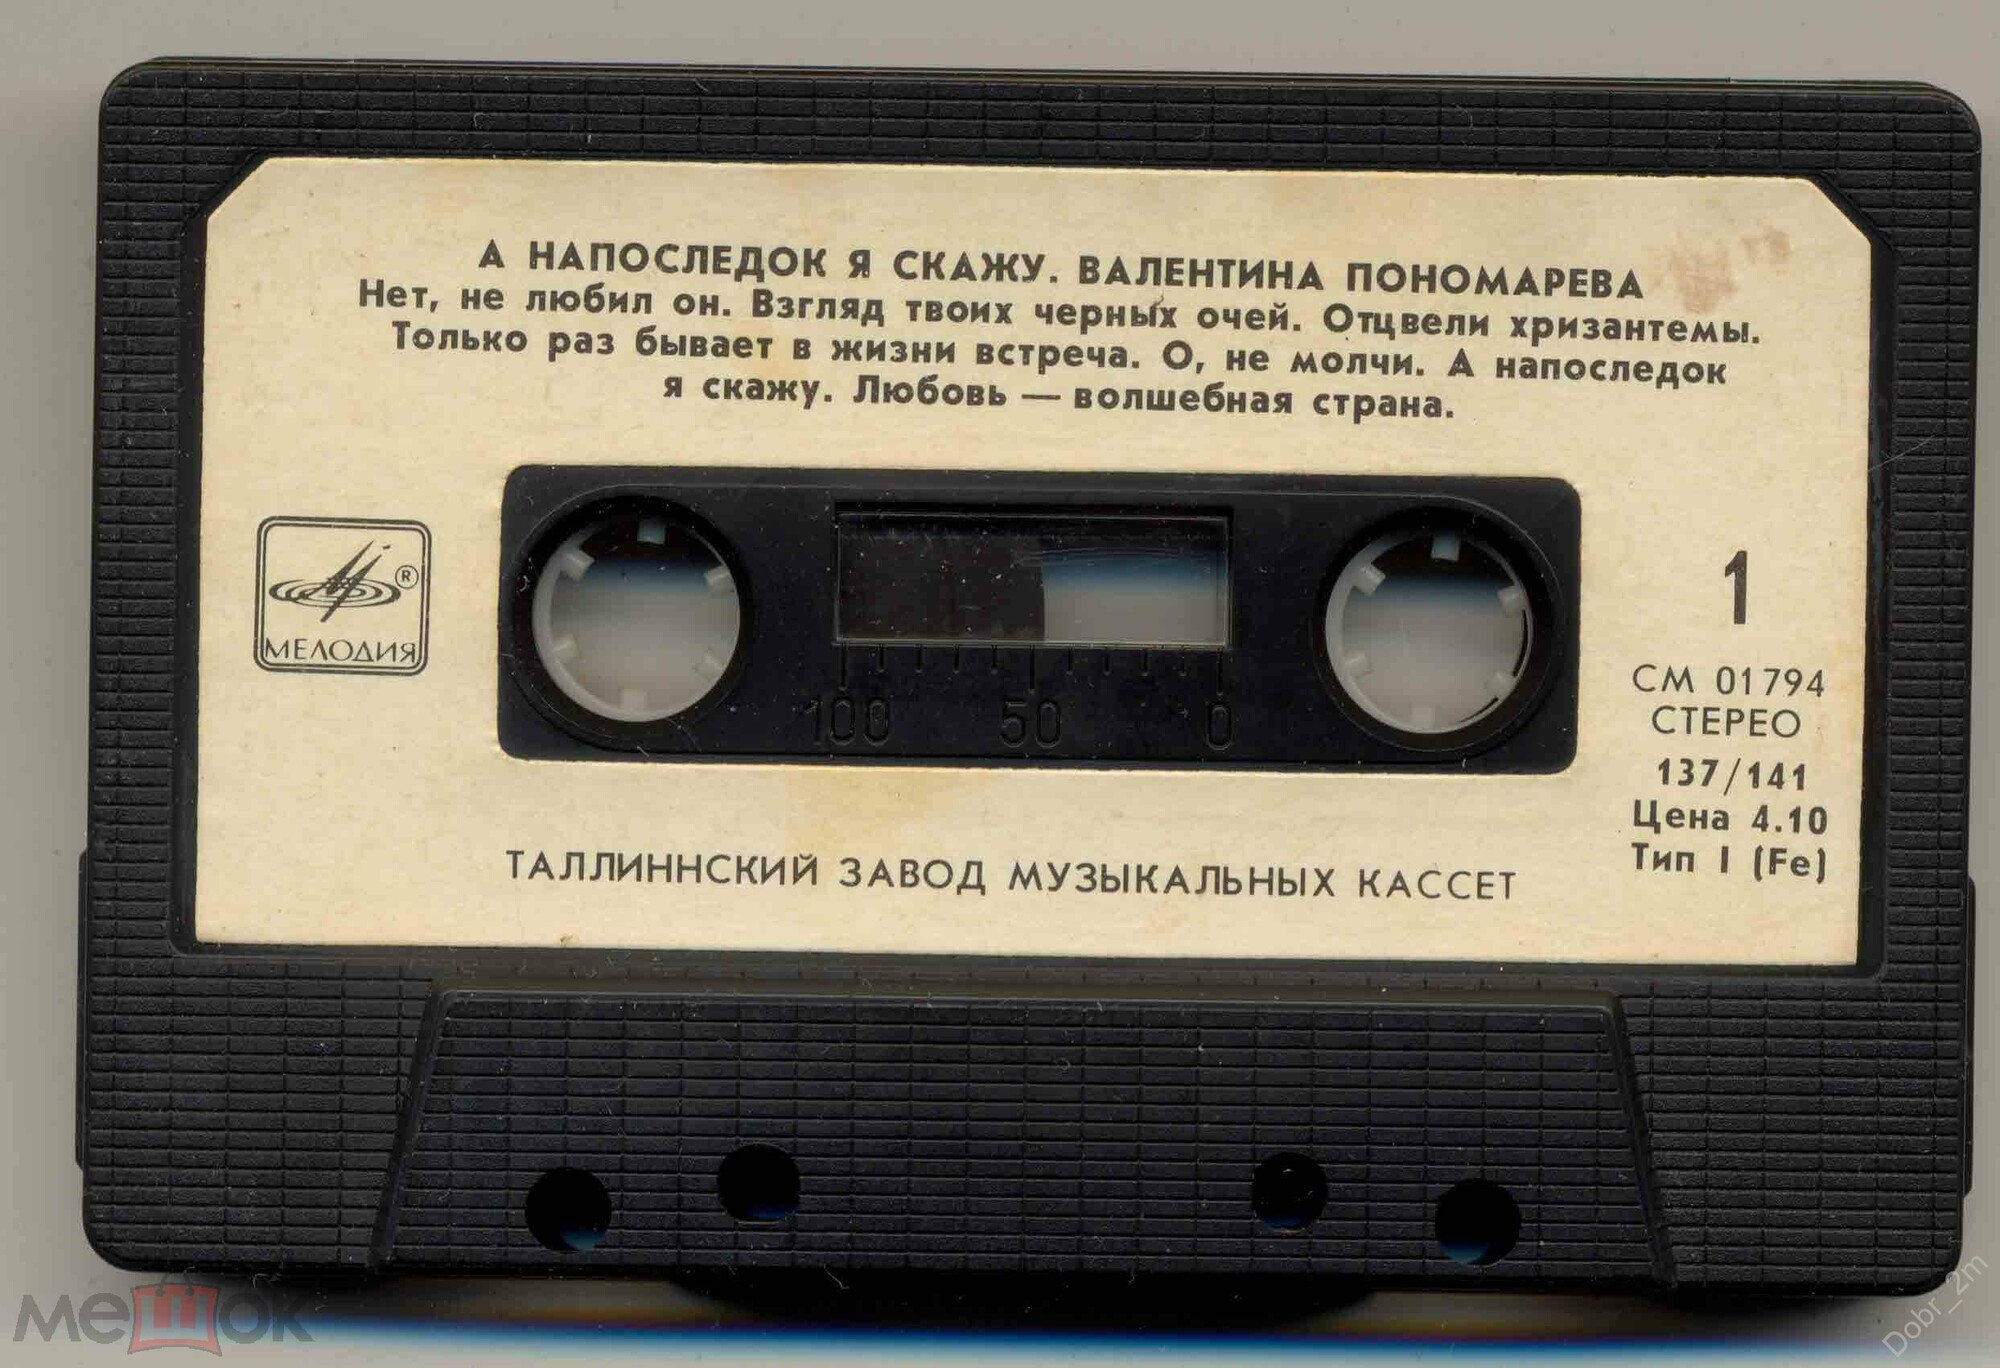 А НАПОСЛЕДОК Я СКАЖУ. ВАЛЕНТИНА ПОНОМАРЕВА
Нет, не любил он. Взгляд твоих черных очей. Отцвели хризантемы.
Только раз бывает в жизни встреча. О, не молчи. А напоследок
я скажу. Любовь — волшебная страна.
®
МЕЛОДИЯ
100 50 0
1
СМ 01794
СТЕРЕО
137/141
Цена 4.10
Тип I (Fe)
ТАЛЛИННСКИЙ ЗАВОД МУЗЫКАЛЬНЫХ КАССЕТ
мешок
Dobr_2m